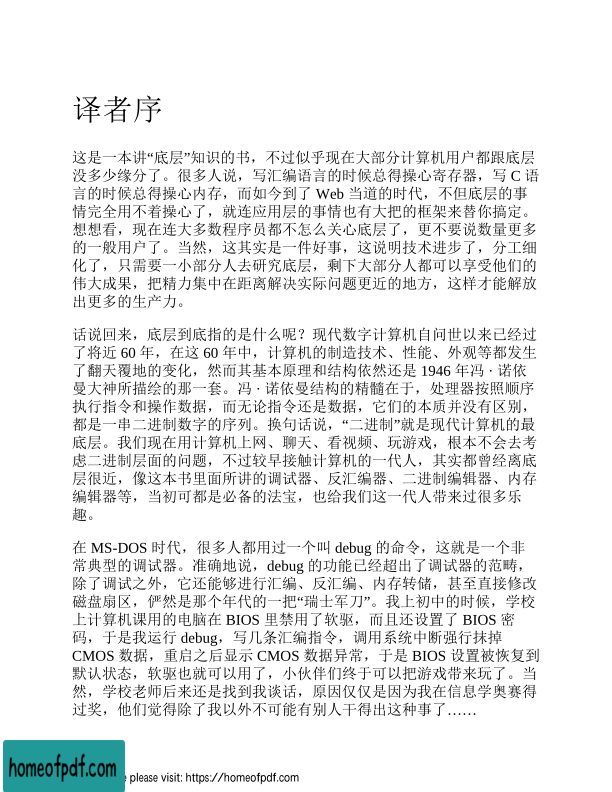 译者序
这是一本讲“底层”知识的书，不过似乎现在大部分计算机用户都跟底层
没多少缘分了。很多人说，写汇编语言的时候总得操心寄存器，写 C 语
言的时候总得操心内存，而如今到了 Web 当道的时代，不但底层的事
情完全用不着操心了，就连应用层的事情也有大把的框架来替你搞定。
想想看，现在连大多数程序员都不怎么关心底层了，更不要说数量更多
的一般用户了。当然，这其实是一件好事，这说明技术进步了，分工细
化了，只需要一小部分人去研究底层，剩下大部分人都可以享受他们的
伟大成果，把精力集中在距离解决实际问题更近的地方，这样才能解放
出更多的生产力。
话说回来，底层到底指的是什么呢？现代数字计算机自问世以来已经过
了将近 60 年，在这 60 年中，计算机的制造技术、性能、外观等都发生
了翻天覆地的变化，然而其基本原理和结构依然还是 1946 年冯 · 诺依
曼大神所描绘的那一套。冯 · 诺依曼结构的精髓在于，处理器按照顺序
执行指令和操作数据，而无论指令还是数据，它们的本质并没有区别，
都是一串二进制数字的序列。换句话说，“二进制”就是现代计算机的最
底层。我们现在用计算机上网、聊天、看视频、玩游戏，根本不会去考
虑二进制层面的问题，不过较早接触计算机的一代人，其实都曾经离底
层很近，像这本书里面所讲的调试器、反汇编器、二进制编辑器、内存
编辑器等，当初可都是必备的法宝，也给我们这一代人带来过很多乐
趣。
在 MS-DOS 时代，很多人都用过一个叫 debug 的命令，这就是一个非
常典型的调试器。准确地说，debug 的功能已经超出了调试器的范畴，
除了调试之外，它还能够进行汇编、反汇编、内存转储，甚至直接修改
磁盘扇区，俨然是那个年代的一把“瑞士军刀”。我上初中的时候，学校
上计算机课用的电脑在 BIOS 里禁用了软驱，而且还设置了 BIOS 密
码，于是我运行 debug，写几条汇编指令，调用系统中断强行抹掉
CMOS 数据，重启之后显示 CMOS 数据异常，于是 BIOS 设置被恢复到
默认状态，软驱也就可以用了，小伙伴们终于可以把游戏带来玩了。当
然，学校老师后来还是找到我谈话，原因仅仅是因为我在信息学奥赛得
过奖，他们觉得除了我以外不可能有别人干得出这种事了……
homeofpdf.com
please visit: https://homeofpdf.com